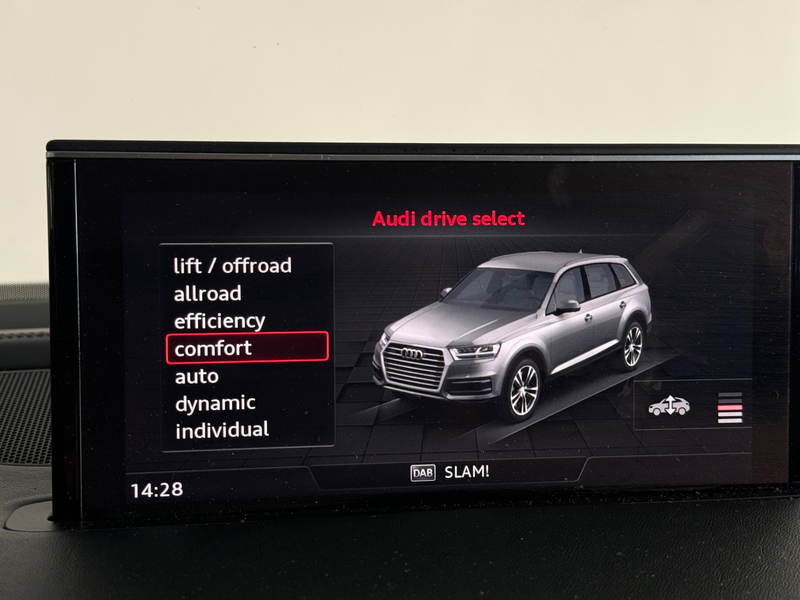 Audi drive select
lift / offroad
allroad
efficiency
comfort
auto
dynamic
individual
DAB SLAM!
14:28